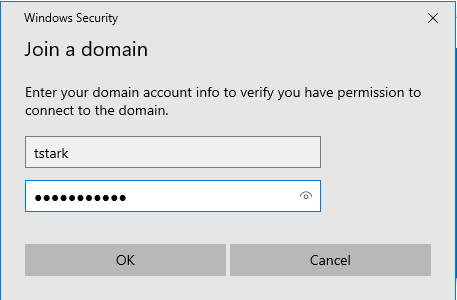 Windows Security
Join a domain
Enter your domain account info to verify you have permission to
connect to the domain.
tstark
●●●●●●●●●●●
OK
Cancel